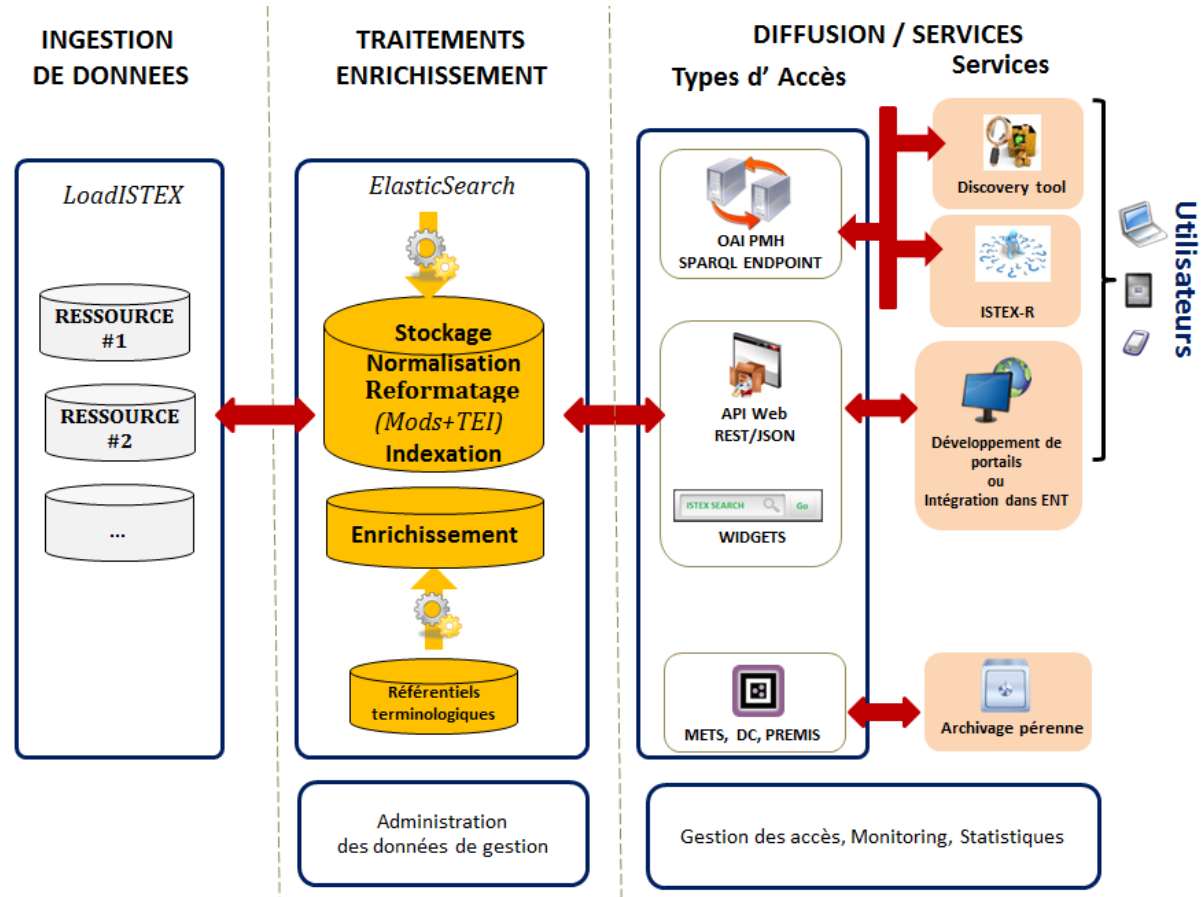 INGESTION
DE DONNEES
TRAITEMENTS
ENRICHISSEMENT
DIFFUSION / SERVICES
Types d’ Accès
Services
LoadISTEX
RESSOURCE
#1
RESSOURCE
#2
...
ElasticSearch
Stockage
Normalisation
Reformatage
(Mods+TEI)
Indexation
Enrichissement
Référentiels
terminologiques
Administration
des données de gestion
OAI PMH
SPARQL ENDPOINT
API Web
REST/JSON
ISTEX SEARCH
Go
WIDGETS
METS, DC, PREMIS
Discovery tool
ISTEX-R
Développement de
portails
ou
Intégration dans ENT
Archivage pérenne
Utilisateurs
Gestion des accès, Monitoring, Statistiques